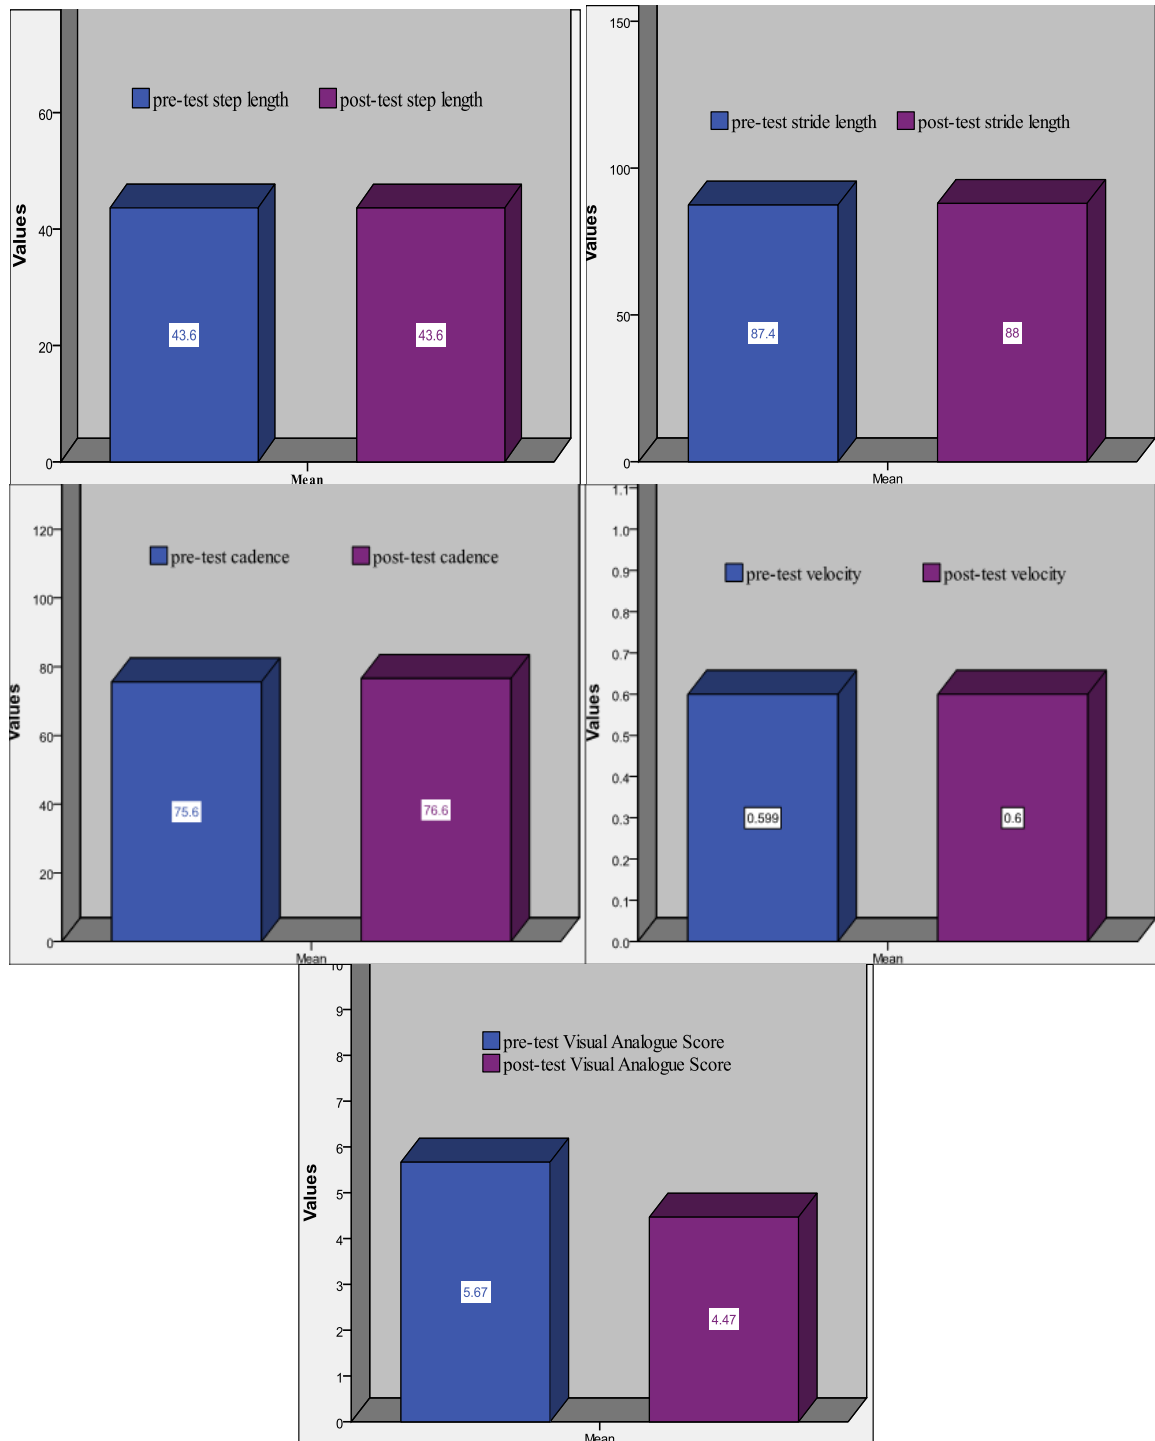 pre-test step length
post-test step length
60
40
20
0
Values
43.6
43.6
Mean
pre-test stride length
post-test stride length
150
100
50
0
Values
87.4
88
Mean
pre-test cadence
post-test cadence
120
100
80
60
40
20
0
Values
75.6
76.6
Mean
pre-test velocity
post-test velocity
1.1
1.0
0.9
0.8
0.7
0.6
0.5
0.4
0.3
0.2
0.1
0.0
Values
0.599
0.6
Mean
pre-test Visual Analogue Score
post-test Visual Analogue Score
10
9
8
7
6
5
4
3
2
1
0
Values
5.67
4.47
Mean